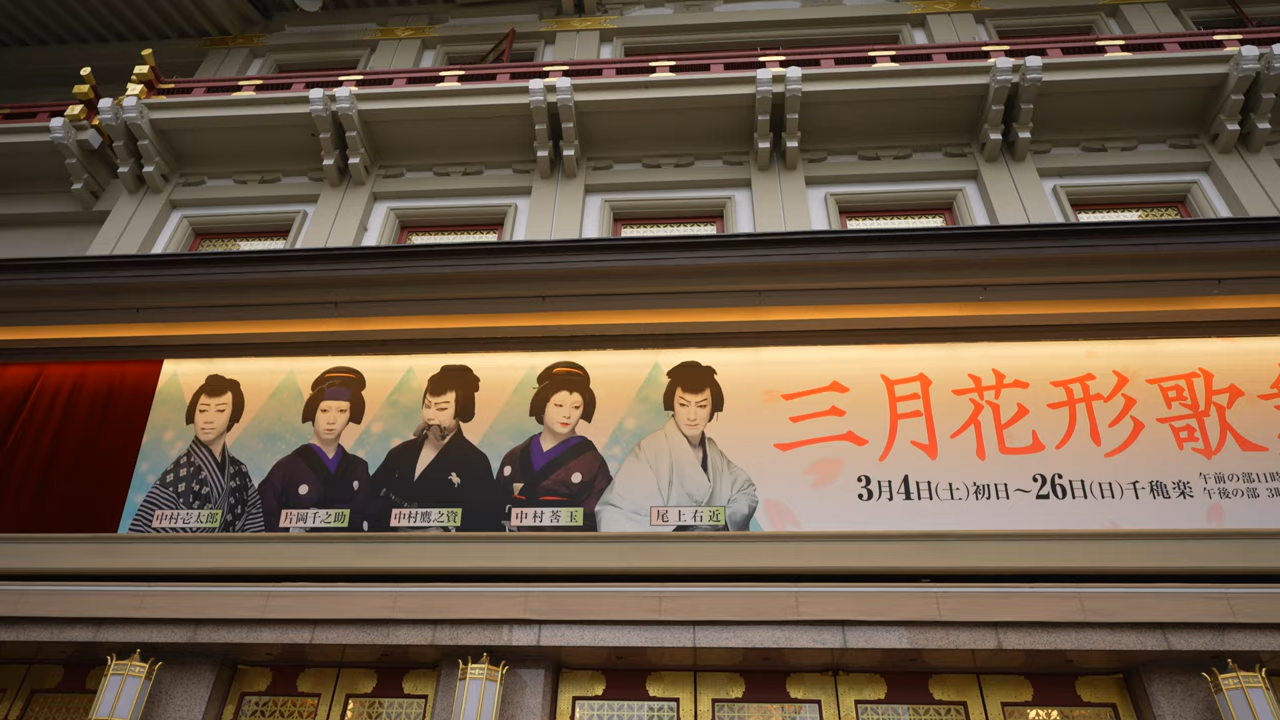 三月花形歌
3月4日(土)初日〜26日(日)千穐楽
午前の部11時
午後の部 3時
中村壱太郎
片岡千之助
中村鷹之資
中村莟玉
尾上右近